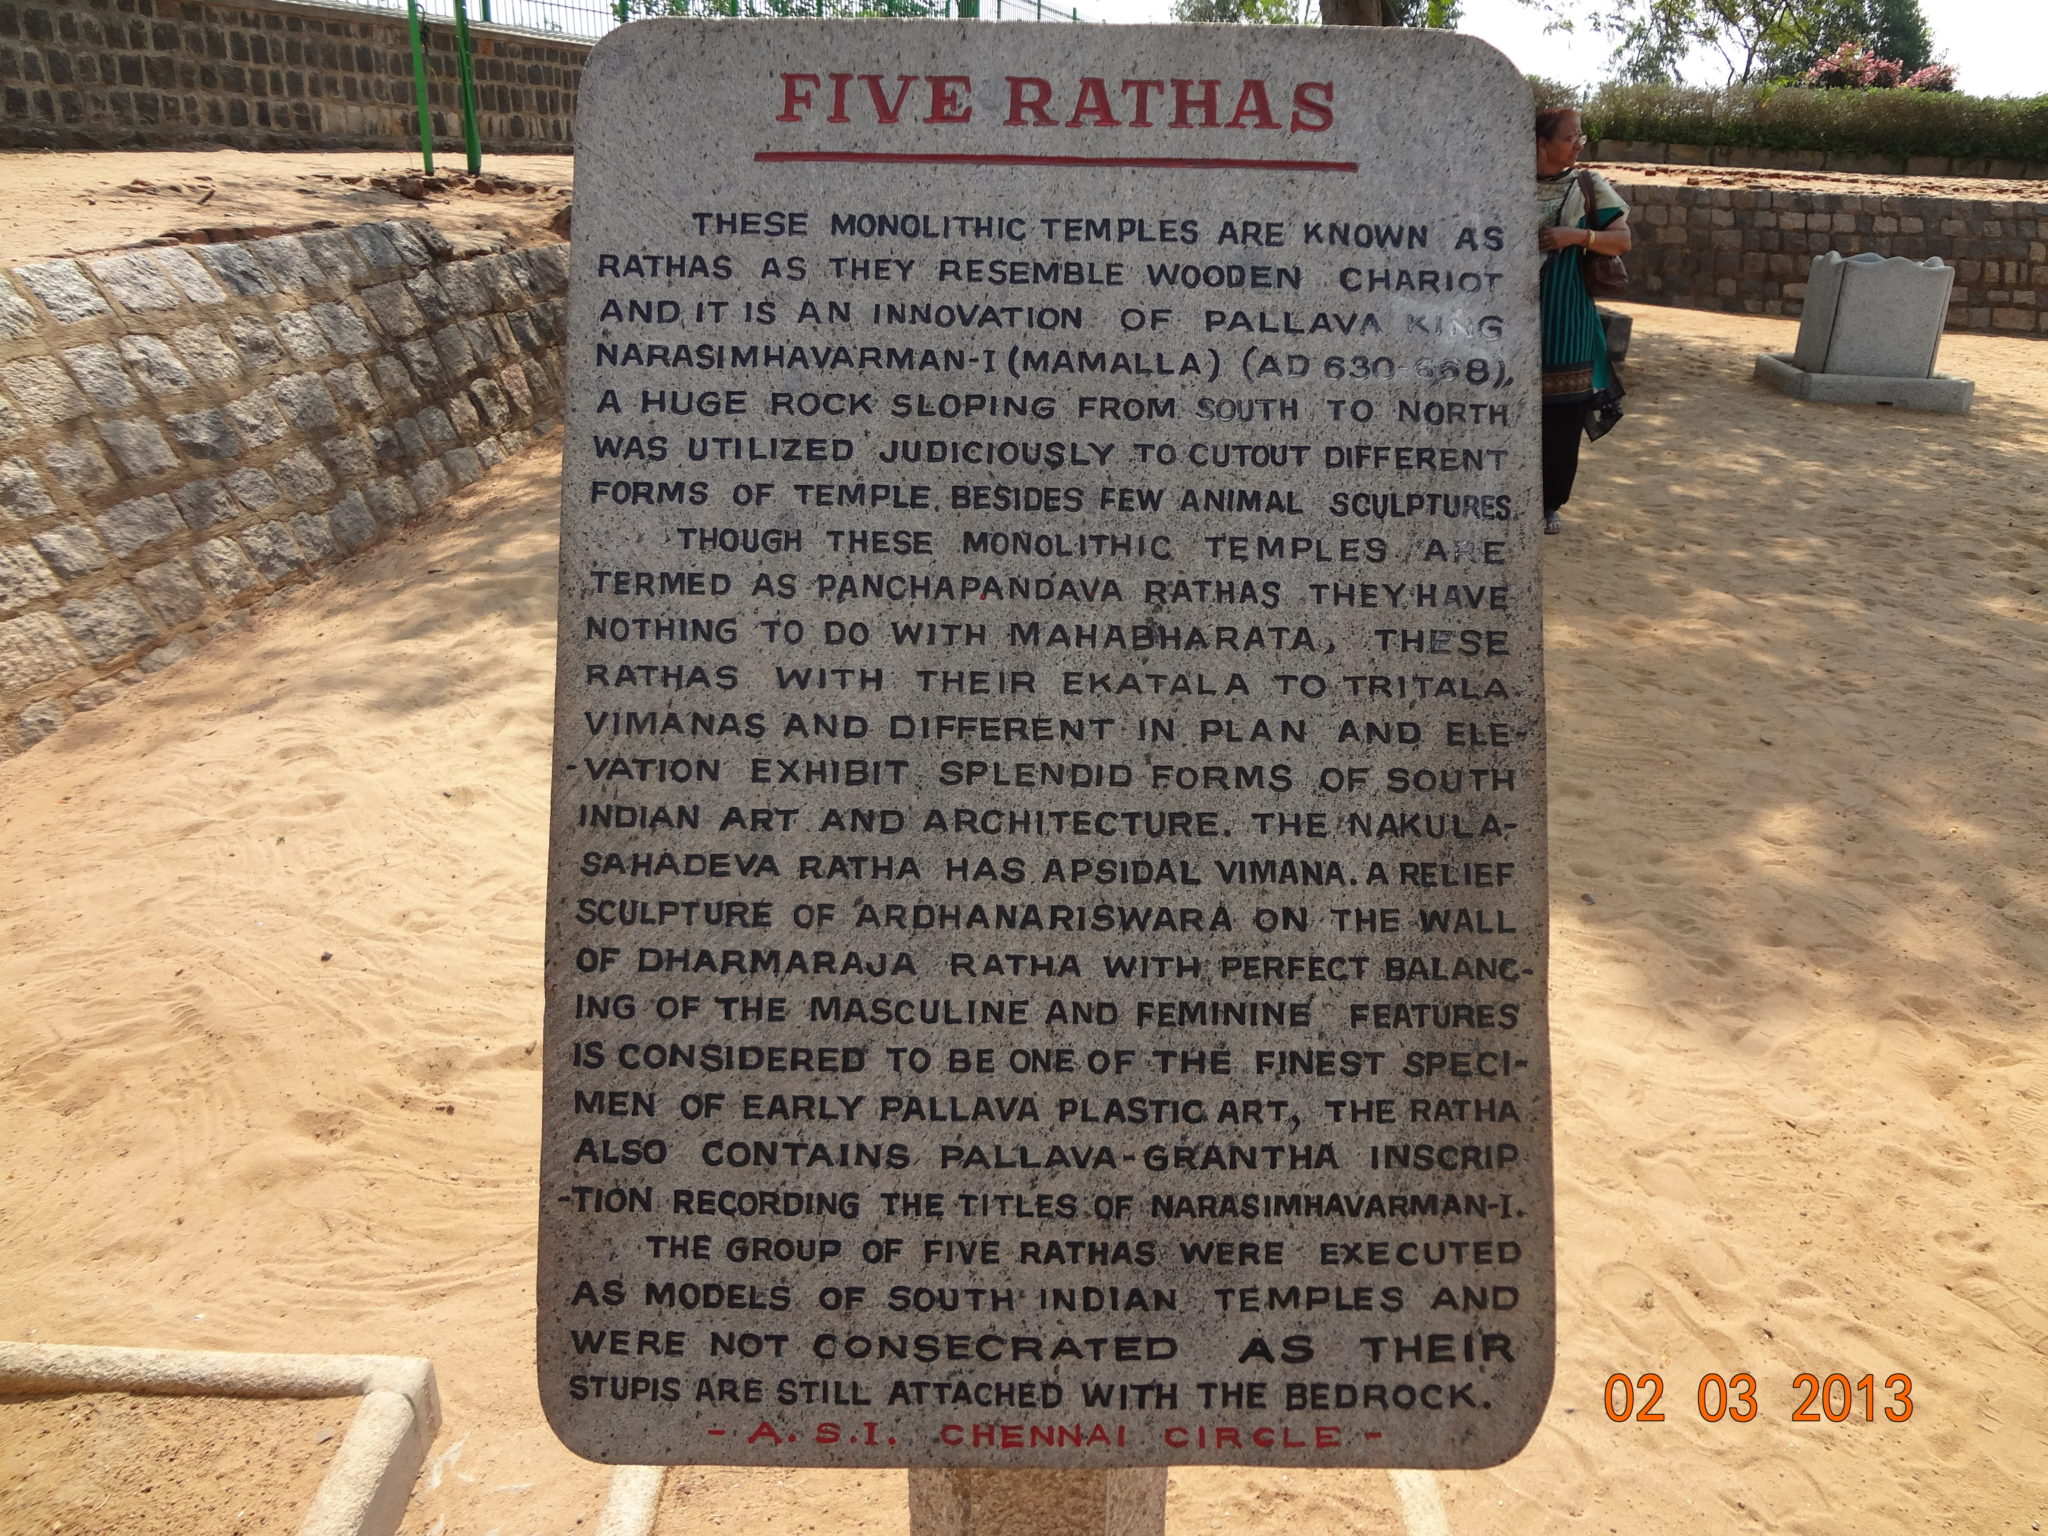 FIVE RATHAS
THESE MONOLITHIC TEMPLES ARE KNOWN AS
RATHAS AS THEY RESEMBLE WOODEN CHARIOT
AND IT IS AN INNOVATION OF PALLAVA KING
NARASIMHAVARMAN-I (MAMALLA) (AD 630-668),
A HUGE ROCK SLOPING FROM SOUTH TO NORTH
WAS UTILIZED JUDICIOUSLY TO CUTOUT DIFFERENT
FORMS OF TEMPLE, BESIDES FEW ANIMAL SCULPTURES.
THOUGH THESE MONOLITHIC TEMPLES ARE
TERMED AS PANCHAPANDAVA RATHAS THEY HAVE
NOTHING TO DO WITH MAHABHARATA, THESE
RATHAS WITH THEIR EKATALA TO TRITALA
VIMANAS AND DIFFERENT IN PLAN AND ELE-
-VATION EXHIBIT SPLENDID FORMS OF SOUTH
INDIAN ART AND ARCHITECTURE. THE NAKULA-
SAHADEVA RATHA HAS APSIDAL VIMANA. A RELIEF
SCULPTURE OF ARDHANARISWARA ON THE WALL
OF DHARMARAJA RATHA WITH PERFECT BALANC-
ING OF THE MASCULINE AND FEMININE FEATURES
IS CONSIDERED TO BE ONE OF THE FINEST SPECI-
MEN OF EARLY PALLAVA PLASTIC ART, THE RATHA
ALSO CONTAINS PALLAVA-GRANTHA INSCRIP
-TION RECORDING THE TITLES OF NARASIMHAVARMAN-I.
THE GROUP OF FIVE RATHAS WERE EXECUTED
AS MODELS OF SOUTH INDIAN TEMPLES AND
WERE NOT CONSECRATED AS THEIR
STUPIS ARE STILL ATTACHED WITH THE BEDROCK.
- A. S.I. CHENNAI CIRCLE -
02 03 2013